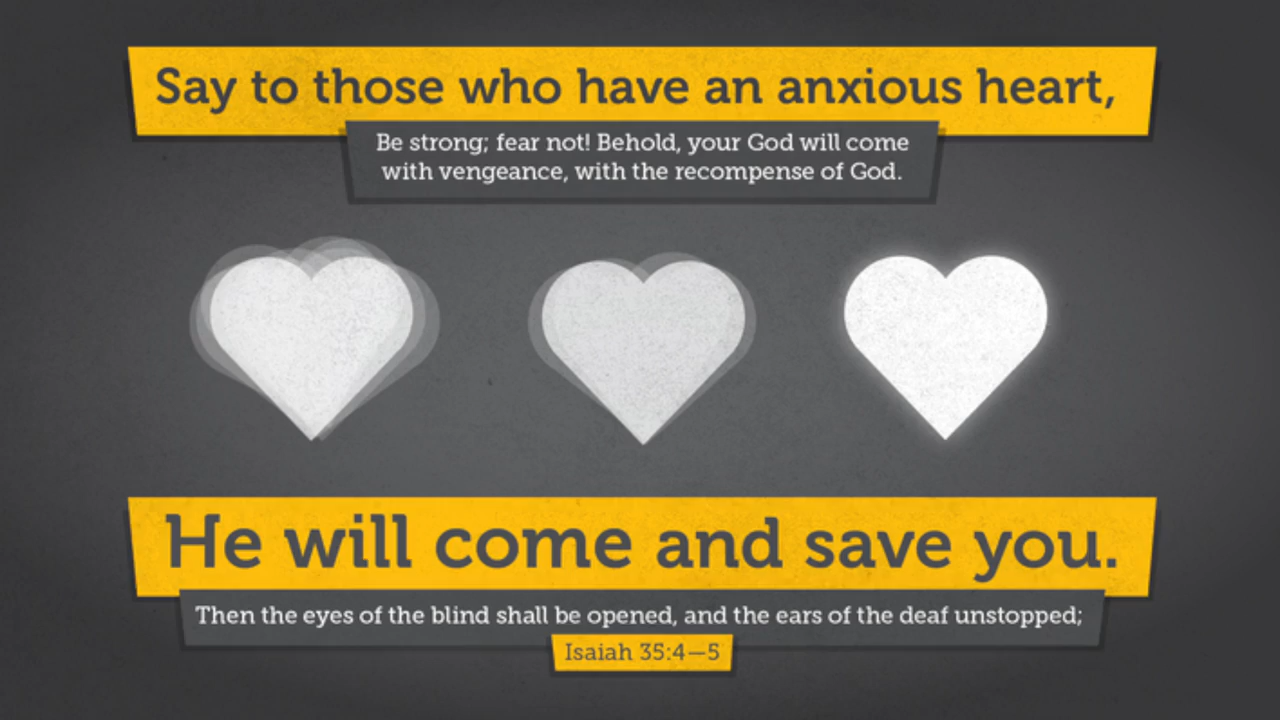 Say to those who have an anxious heart,
Be strong; fear not! Behold, your God will come
with vengeance, with the recompense of God.
He will come and save you.
Then the eyes of the blind shall be opened, and the ears of the deaf unstopped;
Isaiah 35:4—5